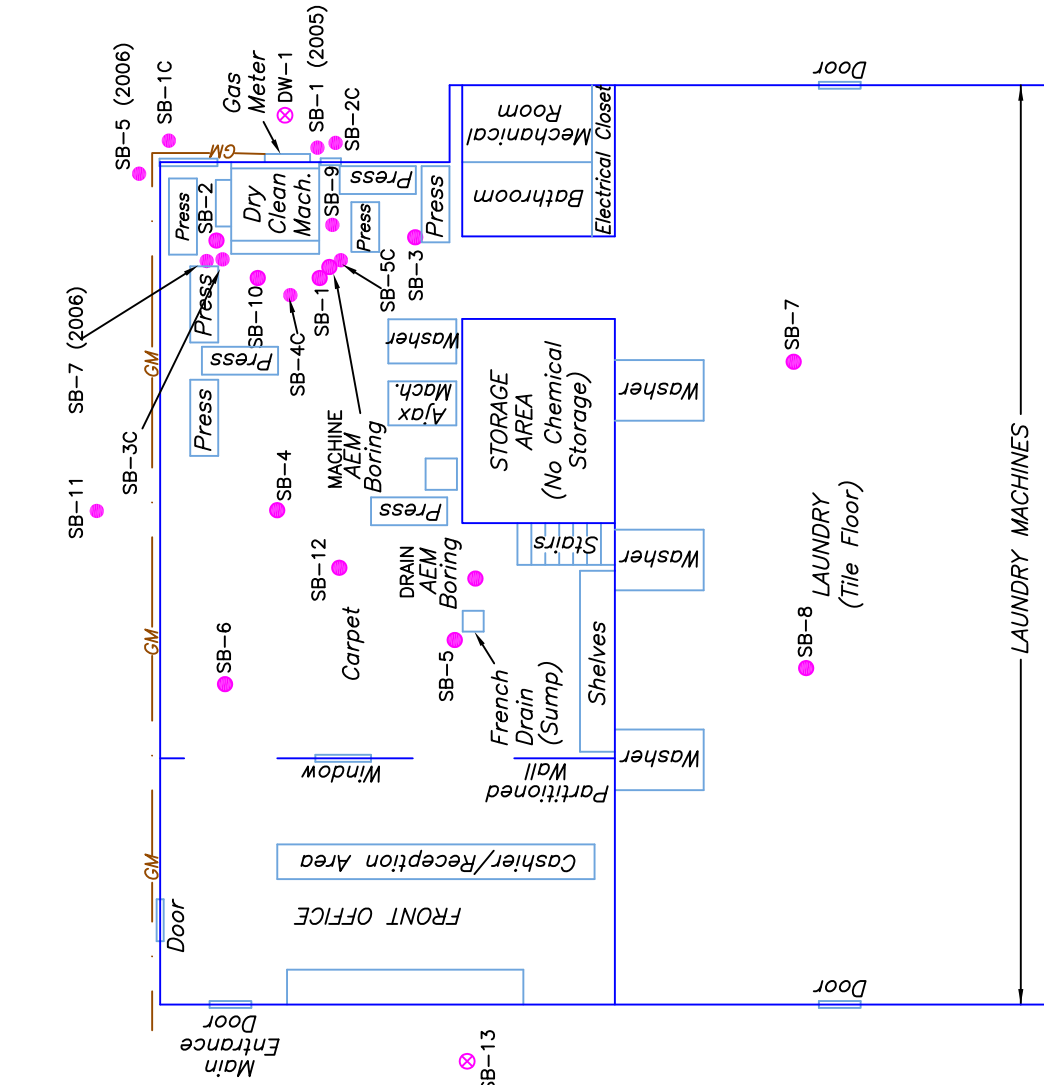 SB-5 (2006)
SB-1C
Gas
Meter
DW-1
SB-1 (2005)
SB-2C
Door
GM
Press
SB-2
Dry
Clean
Mach.
SB-9
Press
Press
Press
Mechanical
Room
Bathroom
Electrical Closet
SB-7 (2006)
Press
SB-10
SB-4C
SB-1
SB-5C
SB-3
GM
SB-3C
Press
Press
Washer
Ajax
Mach.
STORAGE
AREA
(No Chemical
Storage)
Washer
SB-7
SB-11
SB-4
MACHINE
AEM
Boring
Press
Stairs
Washer
LAUNDRY
(Tile Floor)
LAUNDRY MACHINES
SB-12
DRAIN
AEM
Boring
GM
SB-6
Carpet
SB-5
French
Drain
(Sump)
Shelves
SB-8
Window
Partitioned
Wall
Washer
GM
Cashier/Reception Area
FRONT OFFICE
Door
Main
Entrance
Door
Door
SB-13